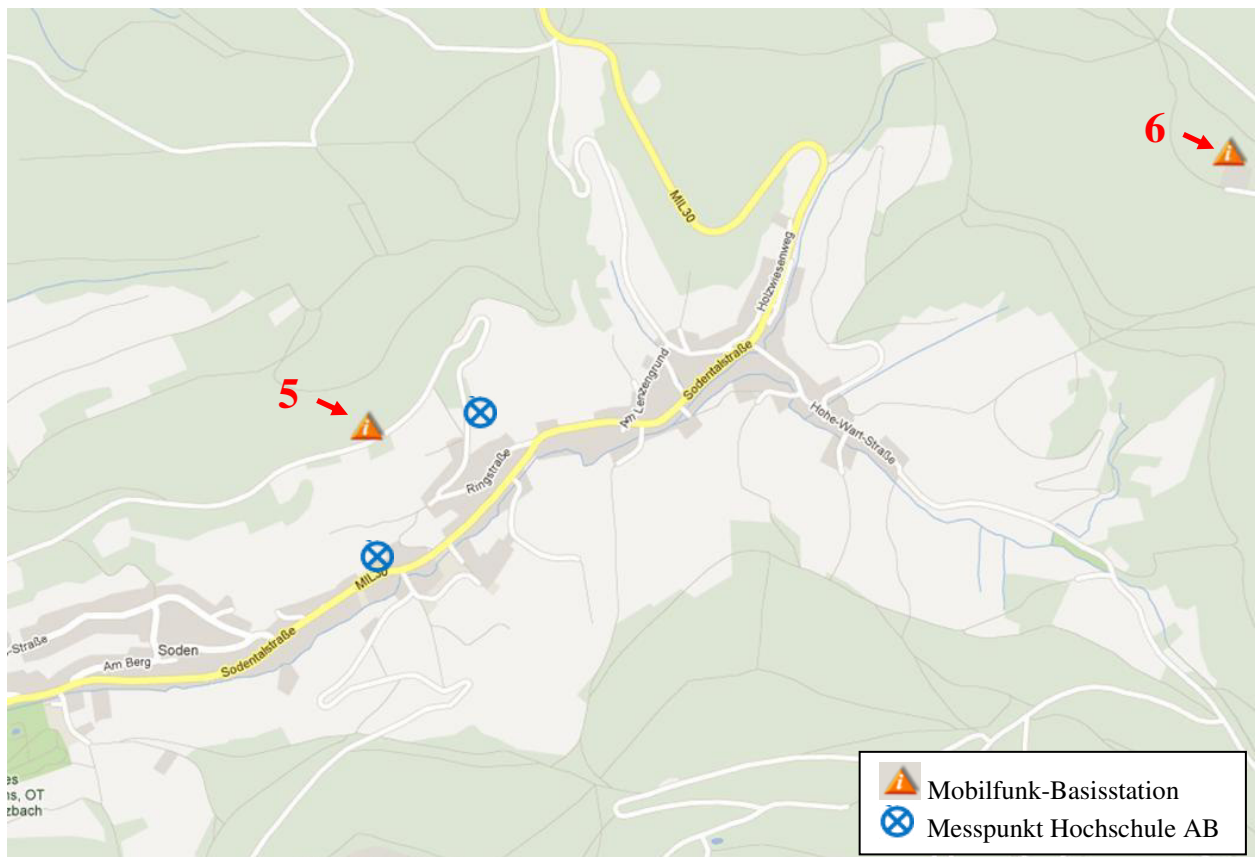 6
MIL30
Holzwiesenweg
Sodentalstraße
Lenzengrund
5
Hohe-Wart-Straße
Ringstraße
MIL30
Sodentalstraße
-Straße
Soden
Am Berg
es
ns, OT
zbach
Mobilfunk-Basisstation
Messpunkt Hochschule AB